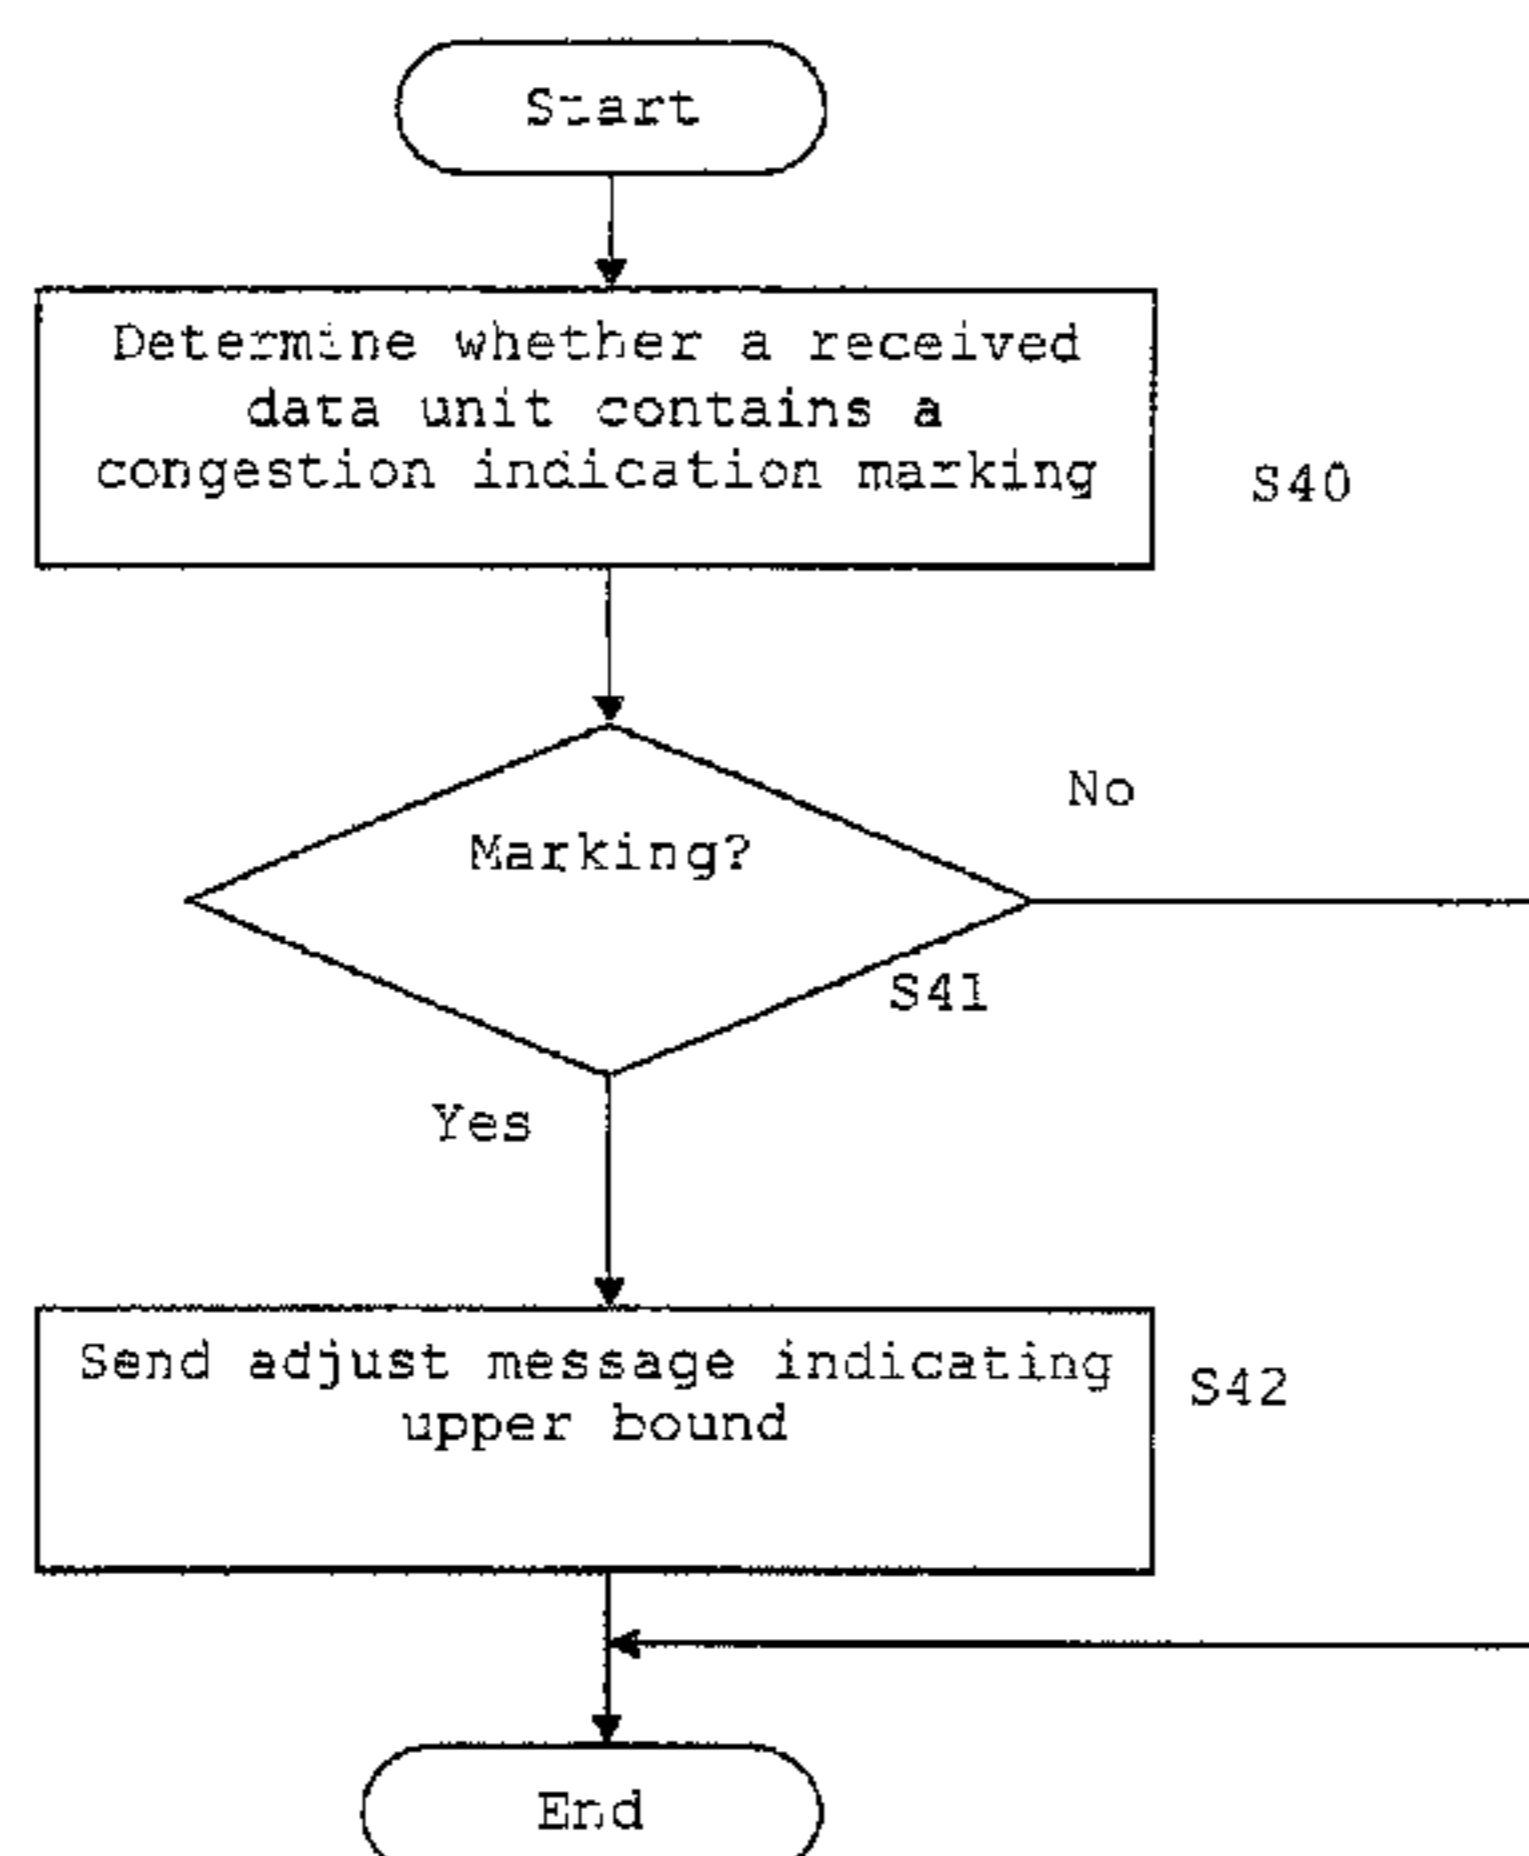 Start
Determine whether a received
data unit contains a
congestion indication marking
S40
No
Marking?
S41
Yes
Send adjust message indicating
upper bound
S42
End